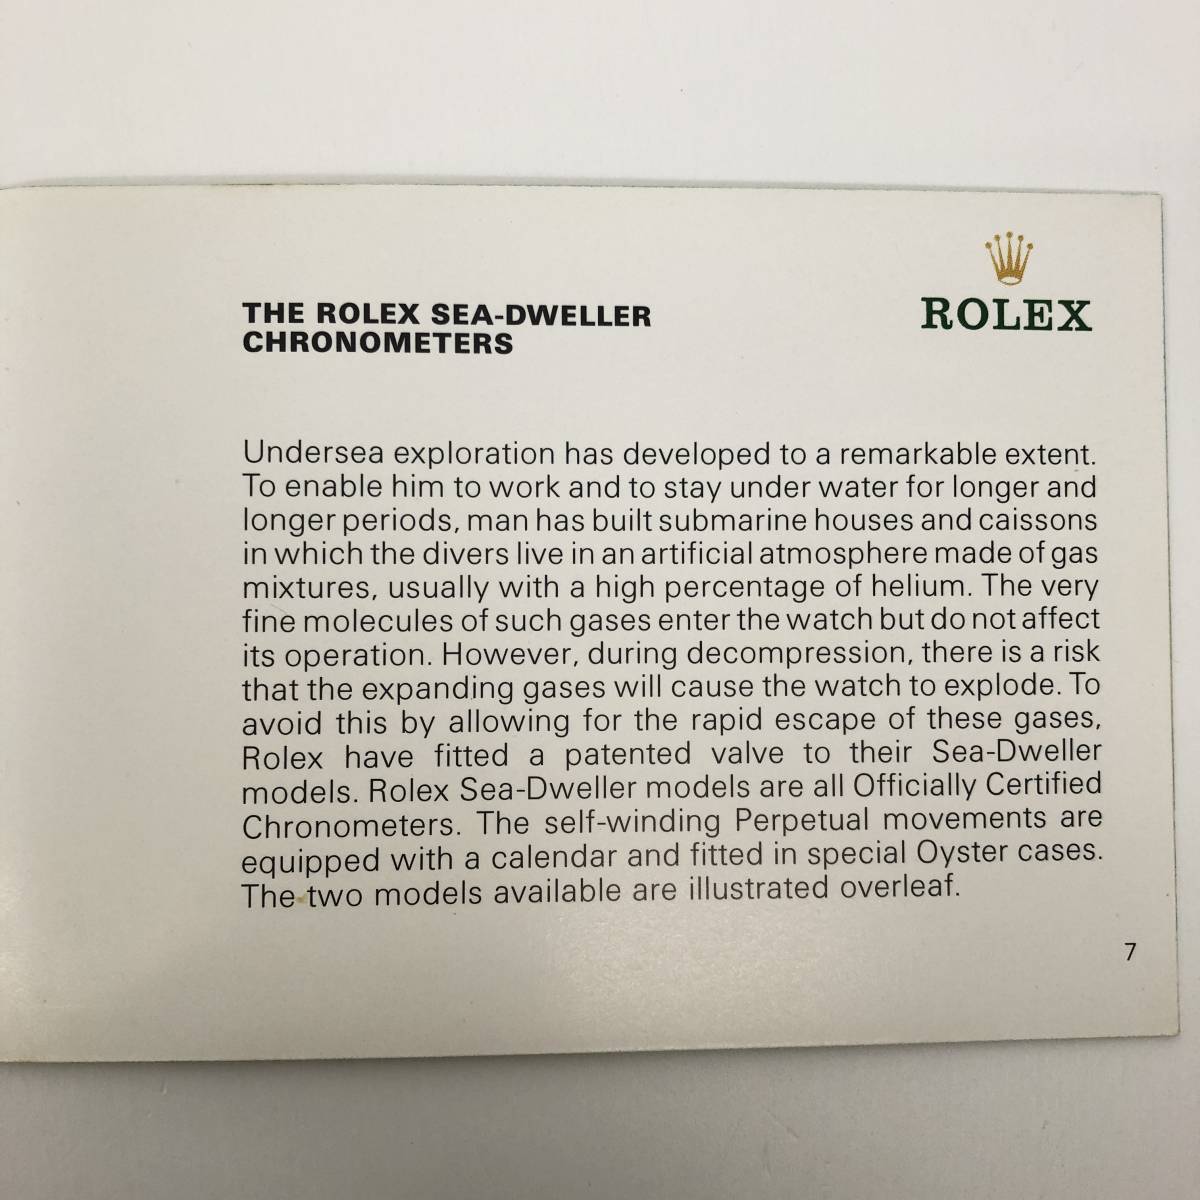 ROLEX
THE ROLEX SEA-DWELLER
CHRONOMETERS
Undersea exploration has developed to a remarkable extent.
To enable him to work and to stay under water for longer and
longer periods, man has built submarine houses and caissons
in which the divers live in an artificial atmosphere made of gas
mixtures, usually with a high percentage of helium. The very
fine molecules of such gases enter the watch but do not affect
its operation. However, during decompression, there is a risk
that the expanding gases will cause the watch to explode. To
avoid this by allowing for the rapid escape of these gases,
Rolex have fitted a patented valve to their Sea-Dweller
models. Rolex Sea-Dweller models are all Officially Certified
Chronometers. The self-winding Perpetual movements are
equipped with a calendar and fitted in special Oyster cases.
The two models available are illustrated overleaf.
7